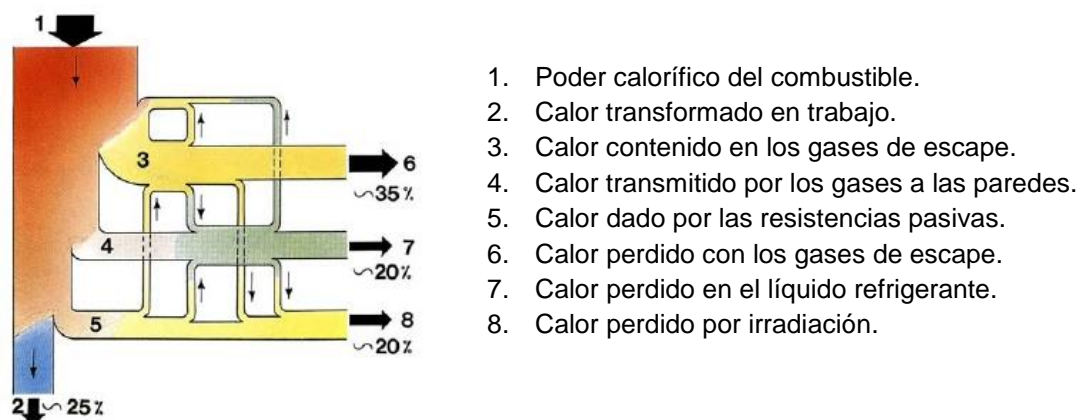 1
3
6
∽35%
4
7
∽20%
5
8
∽20%
2 ∽ 25%
1. Poder calorífico del combustible.
2. Calor transformado en trabajo.
3. Calor contenido en los gases de escape.
4. Calor transmitido por los gases a las paredes.
5. Calor dado por las resistencias pasivas.
6. Calor perdido con los gases de escape.
7. Calor perdido en el líquido refrigerante.
8. Calor perdido por irradiación.